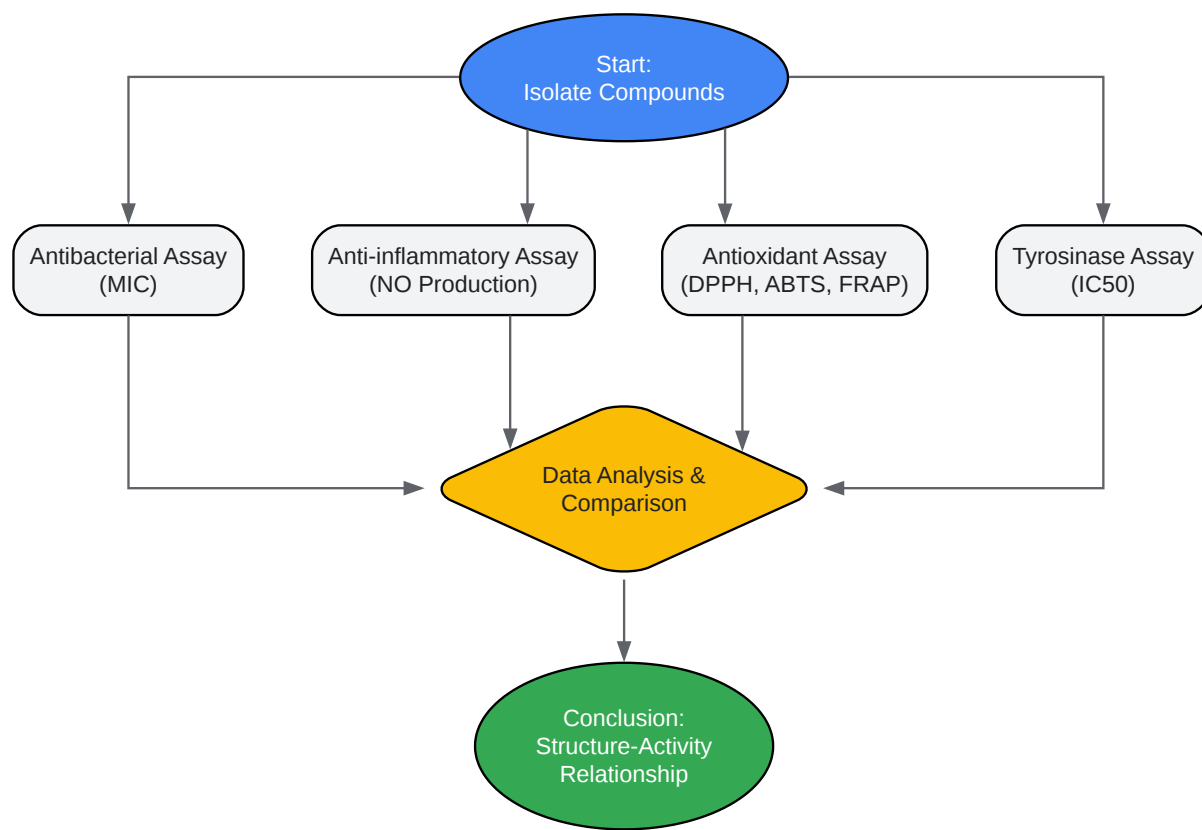 Start:
Isolate Compounds
Antibacterial Assay
(MIC)
Anti-inflammatory Assay
(NO Production)
Antioxidant Assay
(DPPH, ABTS, FRAP)
Tyrosinase Assay
(IC50)
Data Analysis &
Comparison
Conclusion:
Structure-Activity
Relationship